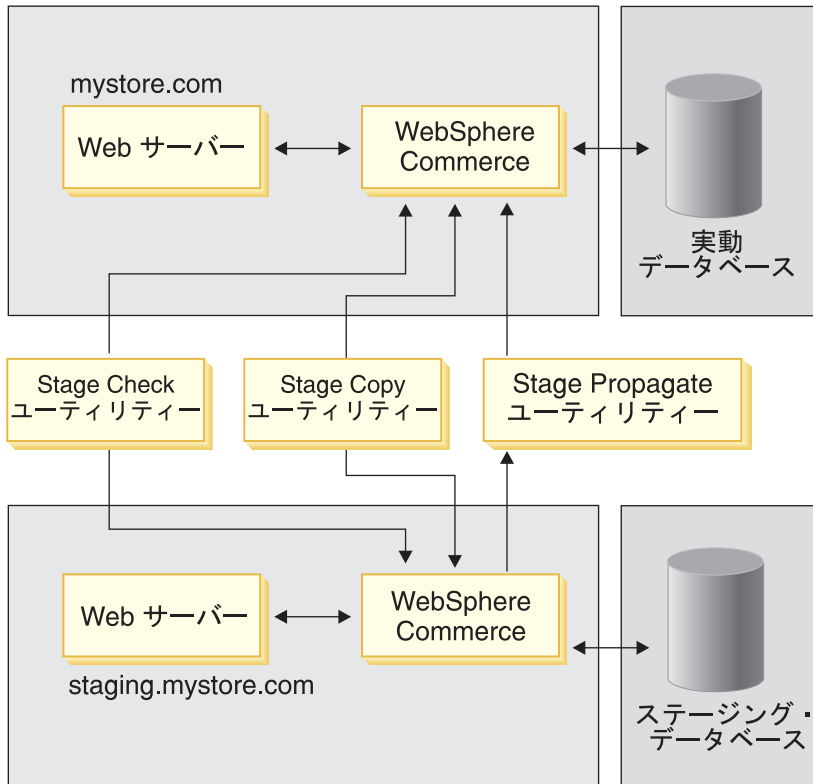 mystore.com
Web サーバー
WebSphere
Commerce
実動
データベース
Stage Check
ユーティリティー
Stage Copy
ユーティリティー
Stage Propagate
ユーティリティー
Web サーバー
WebSphere
Commerce
staging.mystore.com
ステージング・
データベース